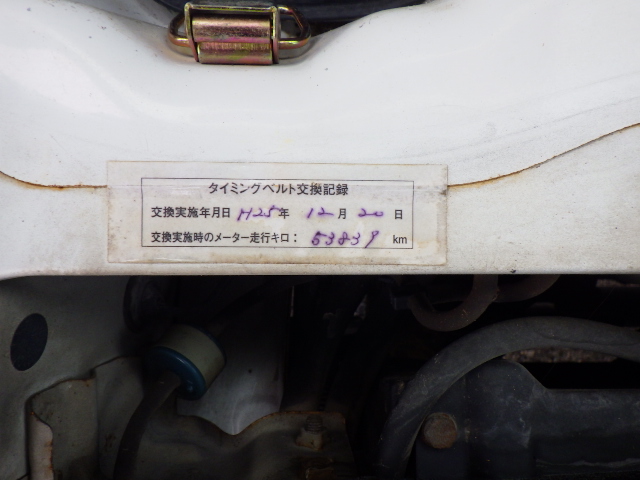 タイミングベルト交換記録
交換実施年月日 H25年 12月 20日
交換実施時のメーター走行キロ： 53839 km